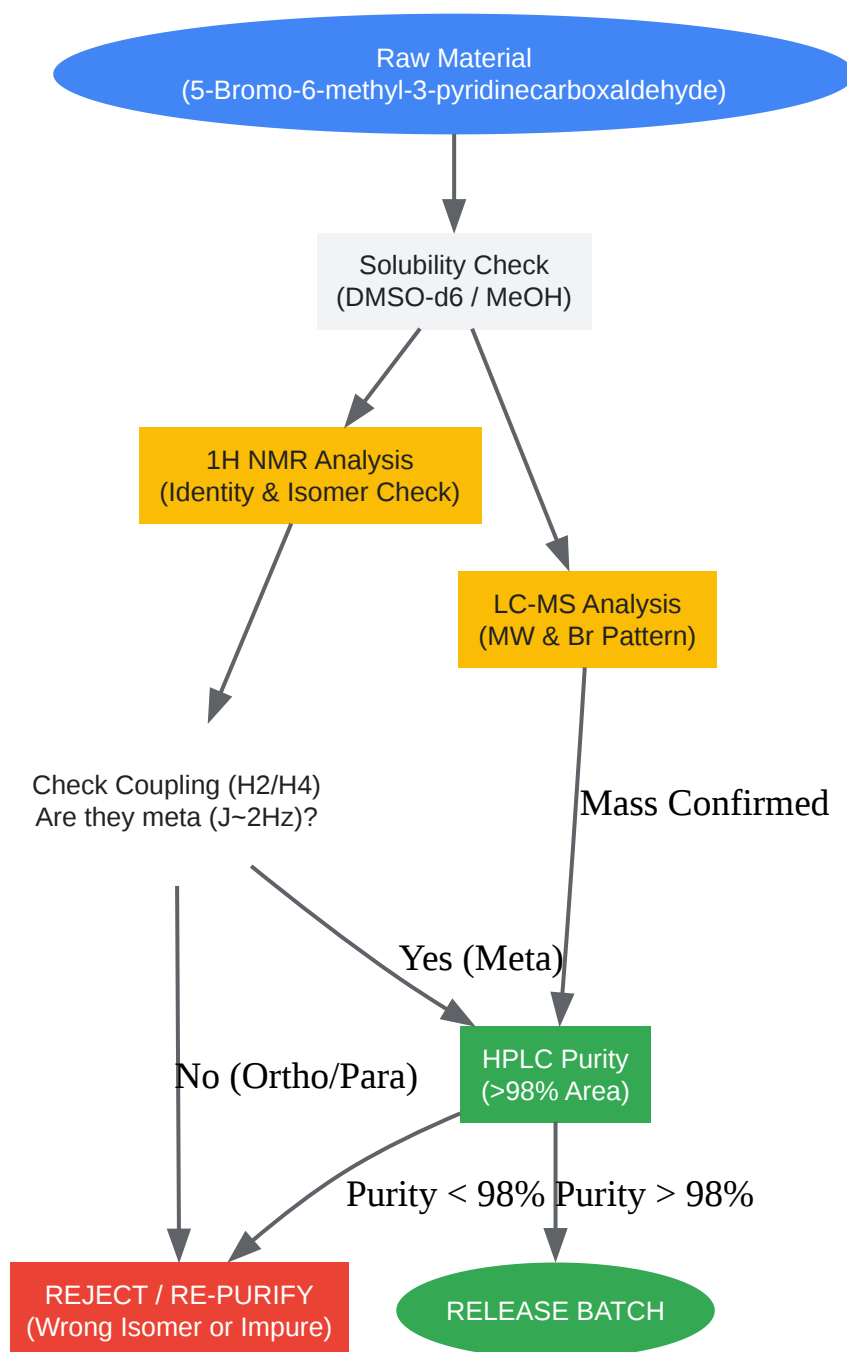 Raw Material
(5-Bromo-6-methyl-3-pyridinecarboxaldehyde)
Solubility Check
(DMSO-d6 / MeOH)
1H NMR Analysis
(Identity & Isomer Check)
LC-MS Analysis
(MW & Br Pattern)
Check Coupling (H2/H4)
Are they meta (J~2Hz)?
Mass Confirmed
Yes (Meta)
HPLC Purity
(>98% Area)
No (Ortho/Para)
Purity < 98%
Purity > 98%
REJECT / RE-PURIFY
(Wrong Isomer or Impure)
RELEASE BATCH